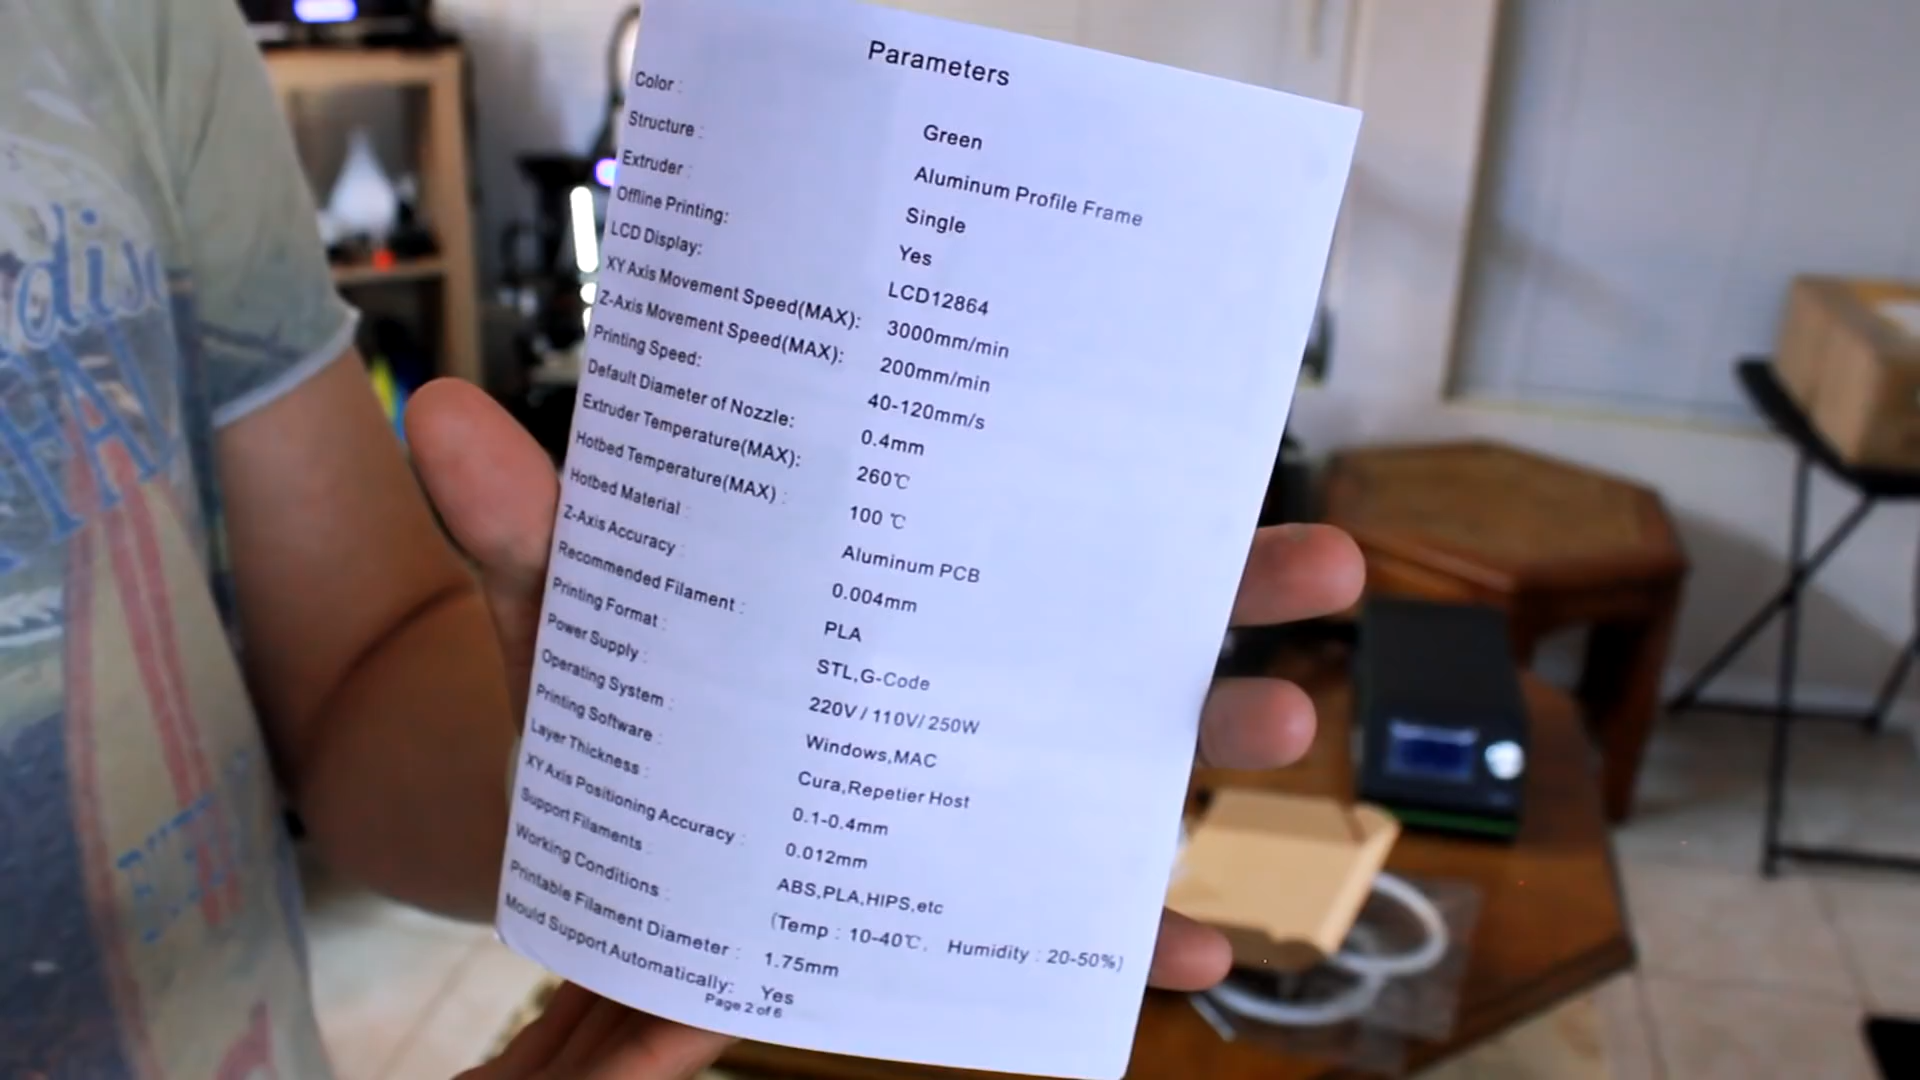 Parameters
Color : Green
Structure : Aluminum Profile Frame
Extruder : Single
Offline Printing: Yes
LCD Display: LCD12864
XY Axis Movement Speed(MAX): 3000mm/min
Z-Axis Movement Speed(MAX): 200mm/min
Printing Speed: 40-120mm/s
Default Diameter of Nozzle: 0.4mm
Extruder Temperature(MAX): 260℃
Hotbed Temperature(MAX) : 100 ℃
Hotbed Material : Aluminum PCB
Z-Axis Accuracy : 0.004mm
Recommended Filament : PLA
Printing Format : STL,G-Code
Power Supply : 220V / 110V/ 250W
Operating System : Windows,MAC
Printing Software : Cura,Repetier Host
Layer Thickness : 0.1-0.4mm
XY Axis Positioning Accuracy : 0.012mm
Support Filaments : ABS,PLA,HIPS,etc
Working Conditions : (Temp : 10-40℃, Humidity : 20-50%)
Printable Filament Diameter : 1.75mm
Mould Support Automatically: Yes
Page 2 of 6